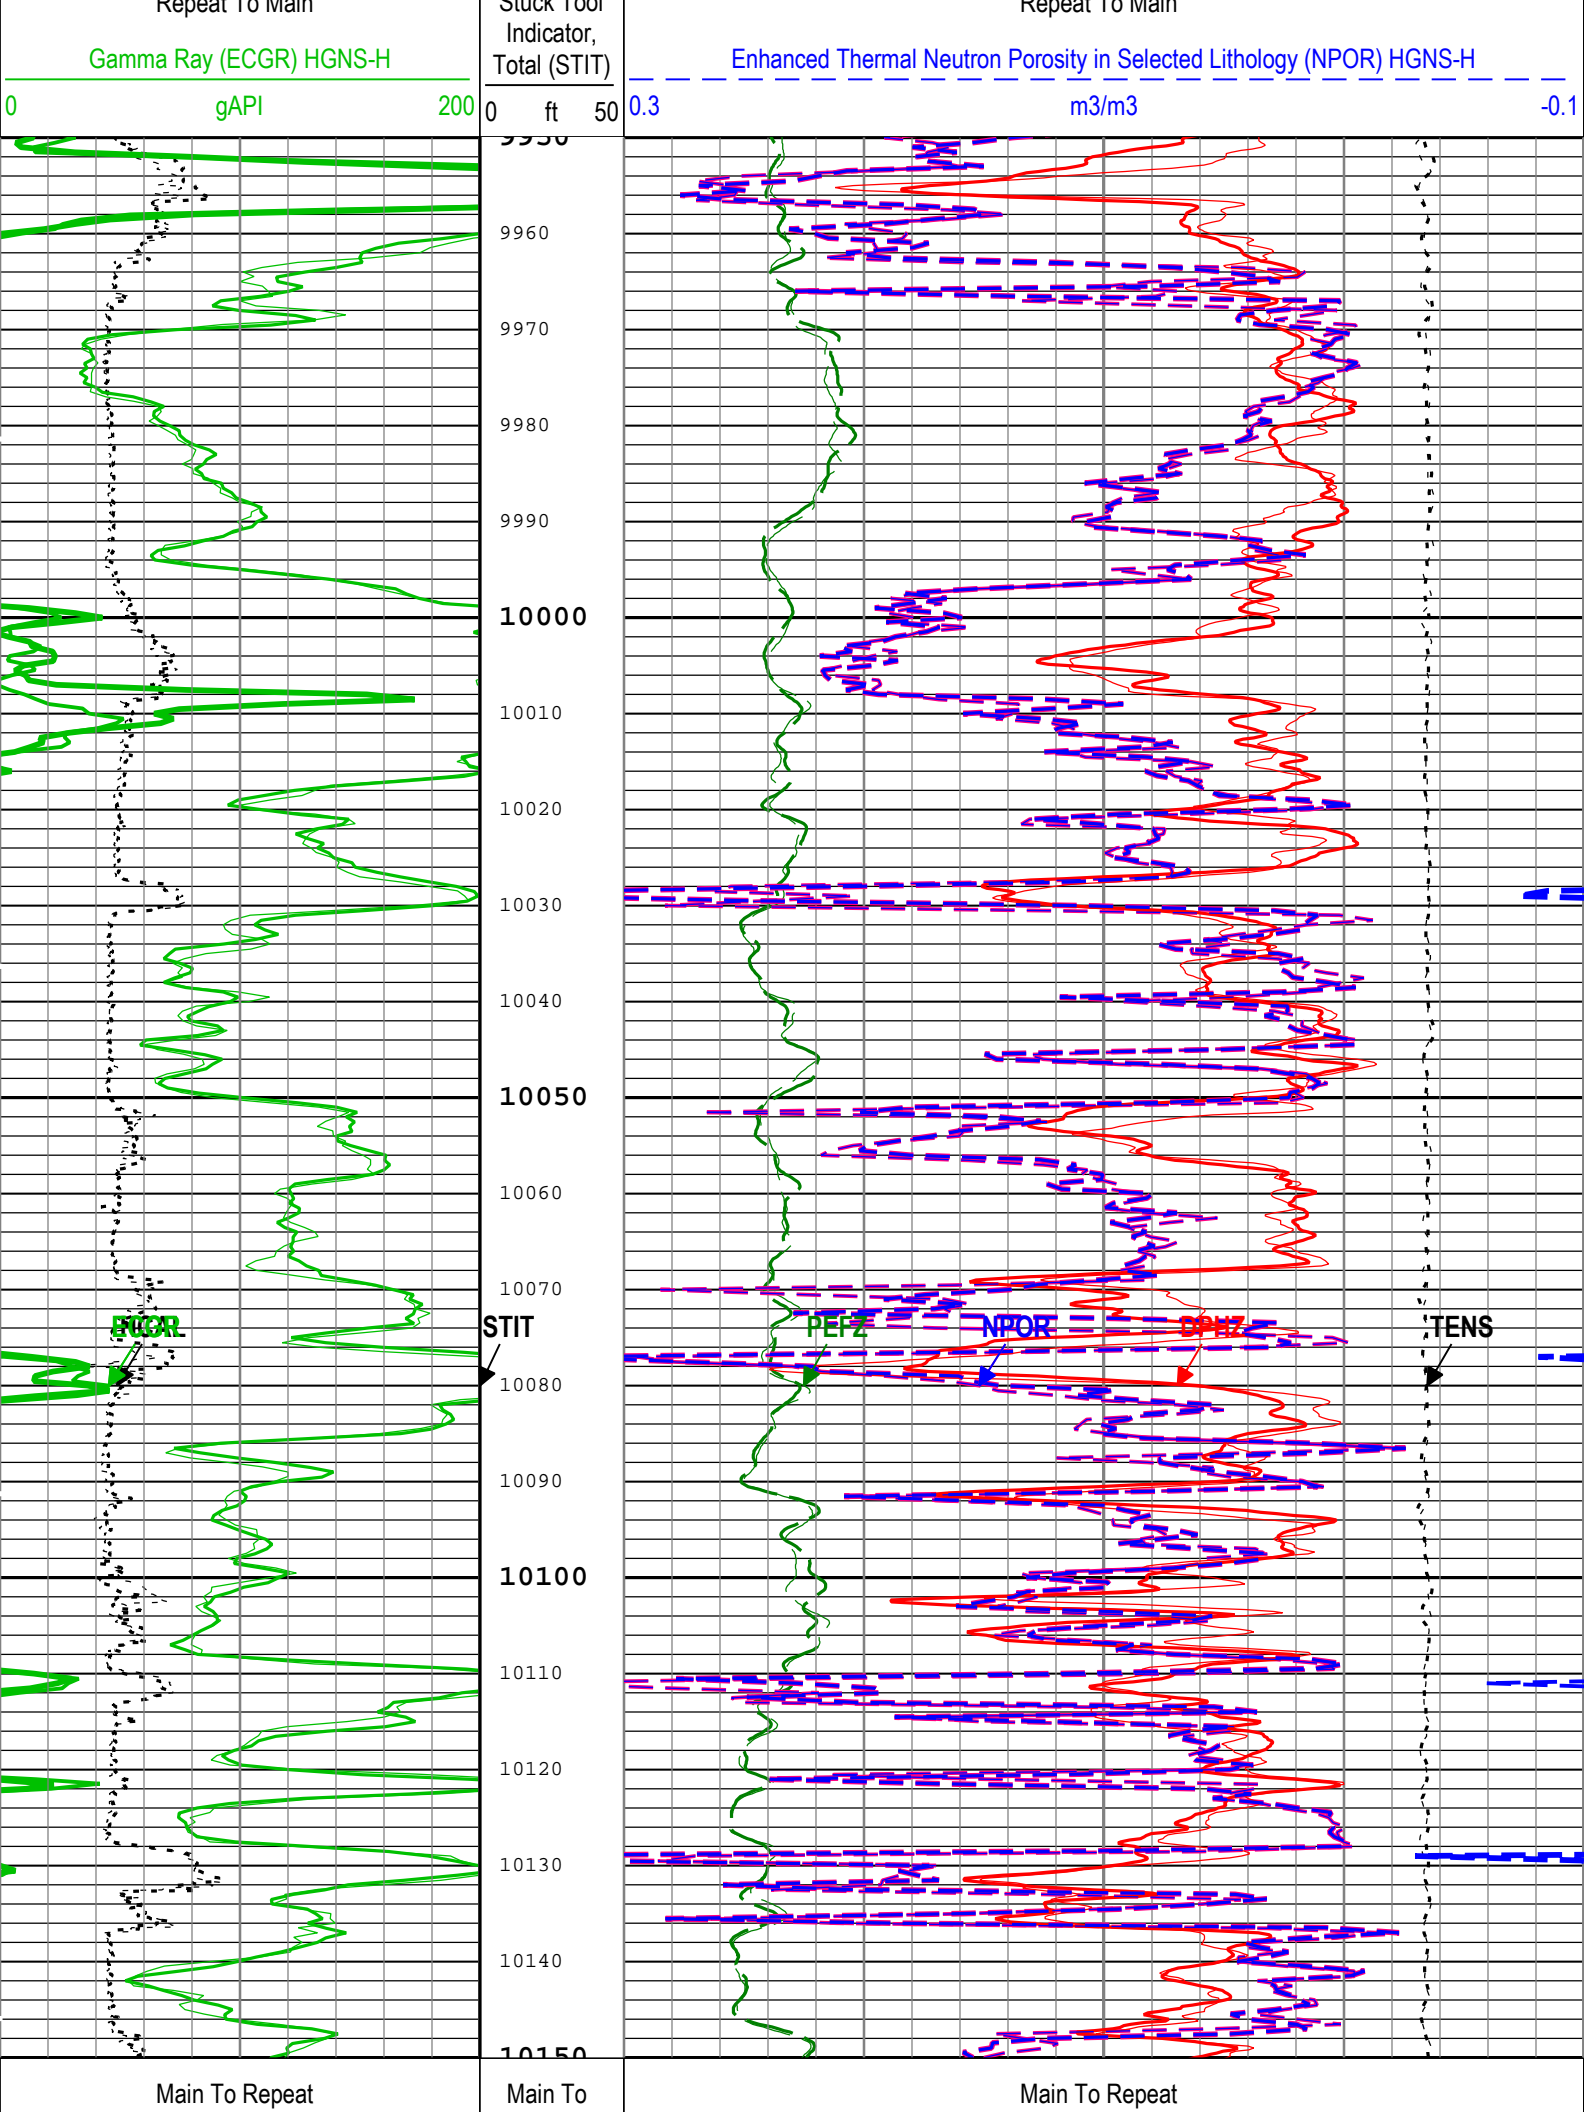 Repeat To Main
Stuck Tool
Indicator,
Total (STIT)
Repeat To Main
Gamma Ray (ECGR) HGNS-H
Enhanced Thermal Neutron Porosity in Selected Lithology (NPOR) HGNS-H
0 gAPI 200
0 ft 50
0.3 m3/m3 -0.1
9950
9960
9970
9980
9990
10000
10010
10020
10030
10040
10050
10060
10070
ECGR
STIT
PEFZ
NPOR
DPHZ
TENS
10080
10090
10100
10110
10120
10130
10140
10150
Main To Repeat
Main To
Main To Repeat